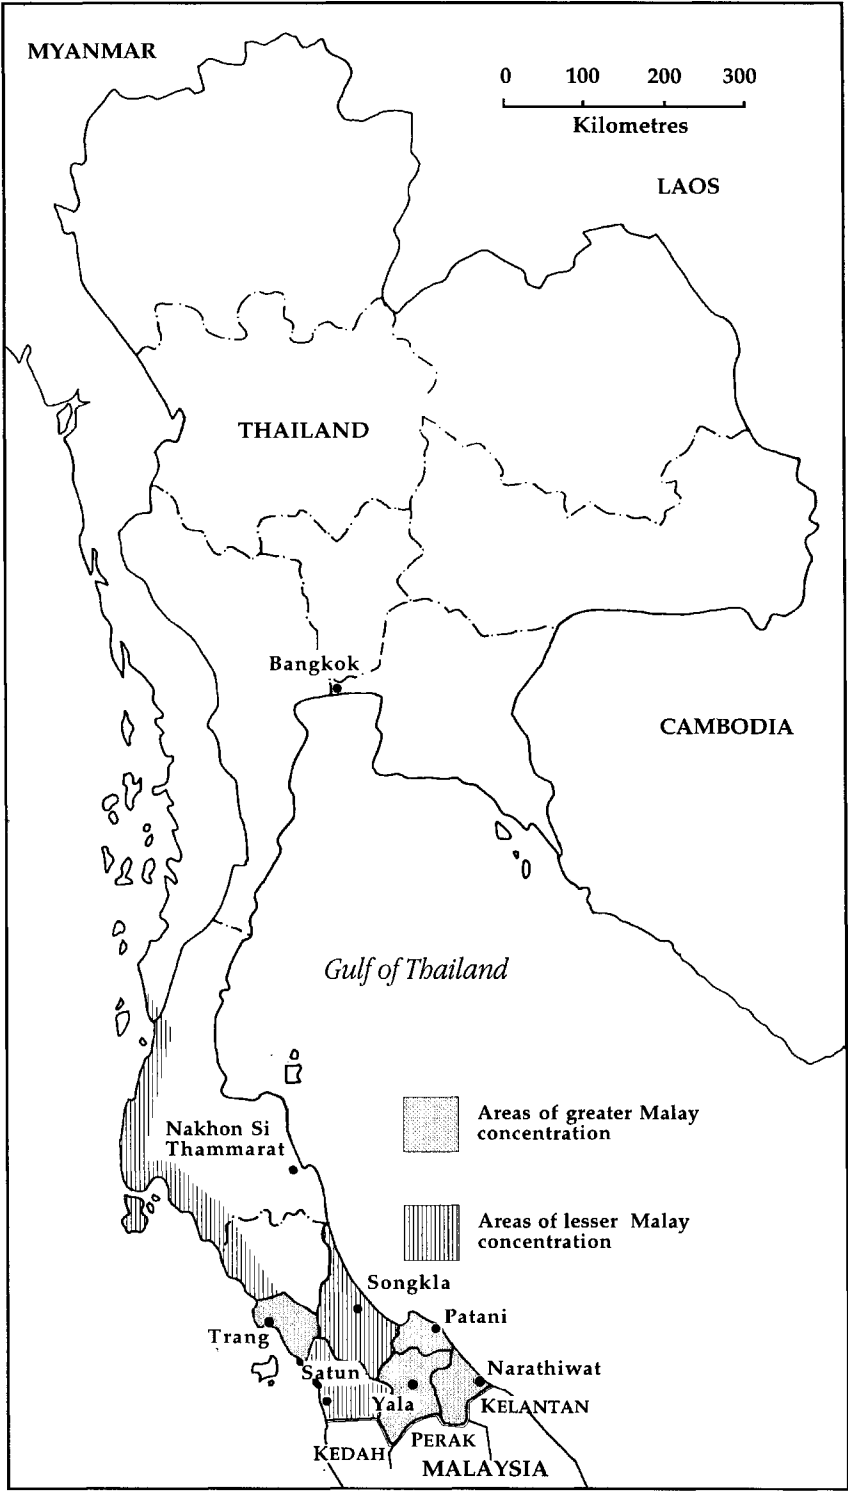 MYANMAR
0 100 200 300
Kilometres
LAOS
THAILAND
Bangkok
CAMBODIA
Gulf of Thailand
Areas of greater Malay
concentration
Nakhon Si
Thammarat
Areas of lesser Malay
concentration
Songkla
Patani
Trang
Satun
Narathiwat
Yala
KELANTAN
PERAK
KEDAH
MALAYSIA